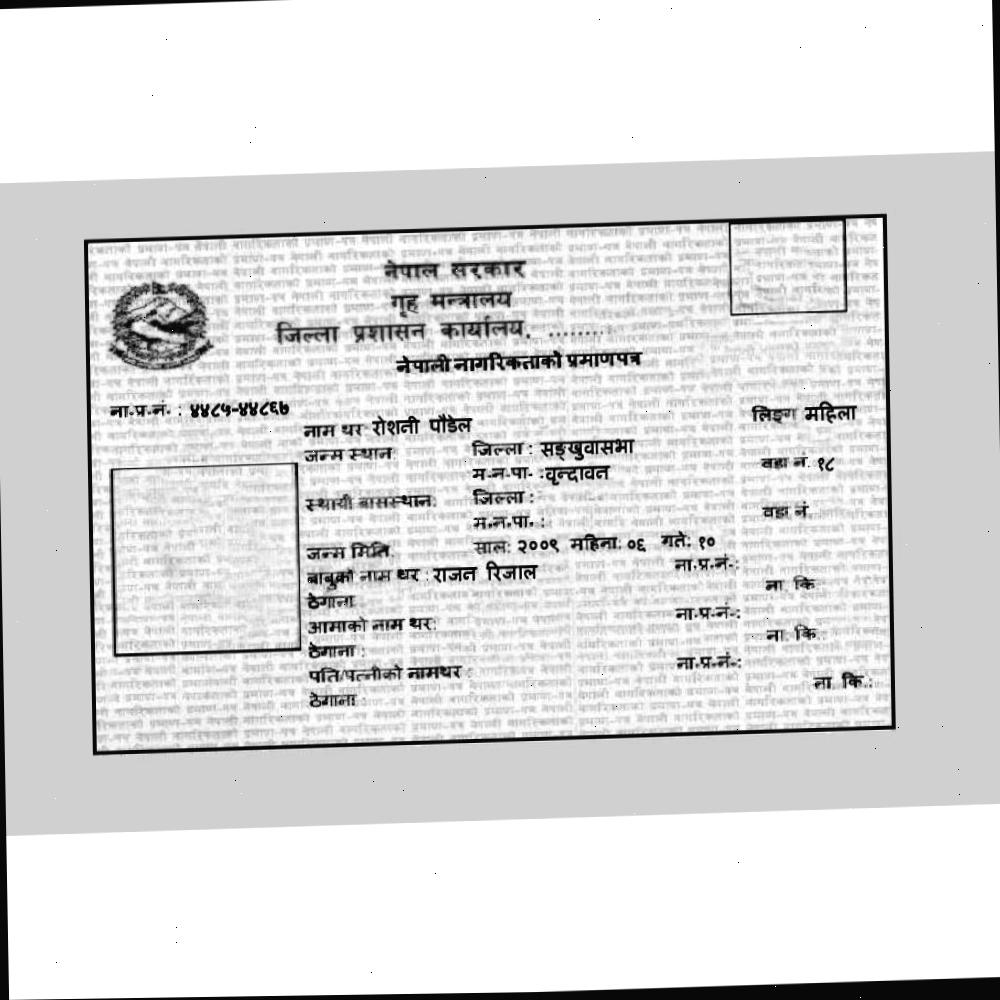 नेपाल सरकार
गृह मन्त्रालय
जिल्ला प्रशासन कार्यालय, .........
नेपाली नागरिकताको प्रमाणपत्र
ना.प्र.नं. : ४४८५-४४८६७
लिङ्ग महिला
नाम थर रोशती पौडेल
जन्म स्थान: जिल्ला : सङ्खुवासभा
म.न.पा. :वृन्दावन वडा नं. १८
स्थायी बासस्थान: जिल्ला :
म.न.पा. : वडा नं.
जन्म मिति: साल: २००९ महिना: ०६ गते: १०
बाबुको नाम थर : राजन रिजाल ना.प्र.नं.:
ठेगाना : ना. कि.
आमाको नाम थर: ना.प्र.नं.:
ठेगाना : ना. कि.
पति/पत्नीको नामथर : ना.प्र.नं.:
ठेगाना : ना. कि.: